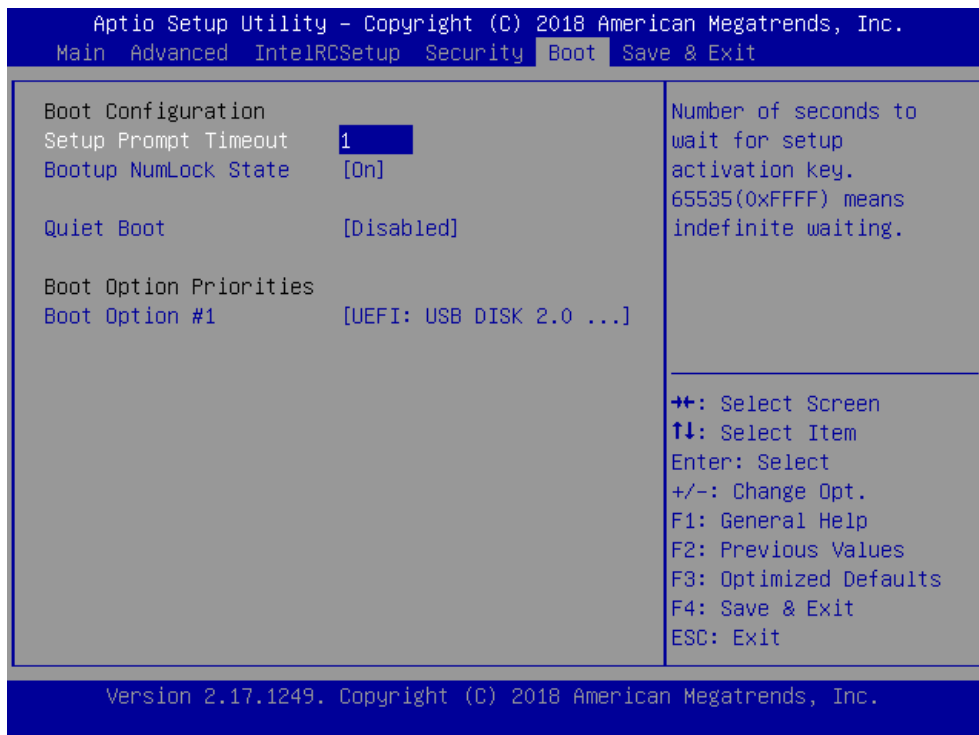 Aptio Setup Utility – Copyright (C) 2018 American Megatrends, Inc.
Main Advanced IntelRCSetup Security Boot Save & Exit
Boot Configuration
Setup Prompt Timeout 1
Bootup NumLock State [On]
Quiet Boot [Disabled]
Boot Option Priorities
Boot Option #1 [UEFI: USB DISK 2.0 ...]
Number of seconds to
wait for setup
activation key.
65535(0xFFFF) means
indefinite waiting.
→←: Select Screen
↑↓: Select Item
Enter: Select
+/-: Change Opt.
F1: General Help
F2: Previous Values
F3: Optimized Defaults
F4: Save & Exit
ESC: Exit
Version 2.17.1249. Copyright (C) 2018 American Megatrends, Inc.